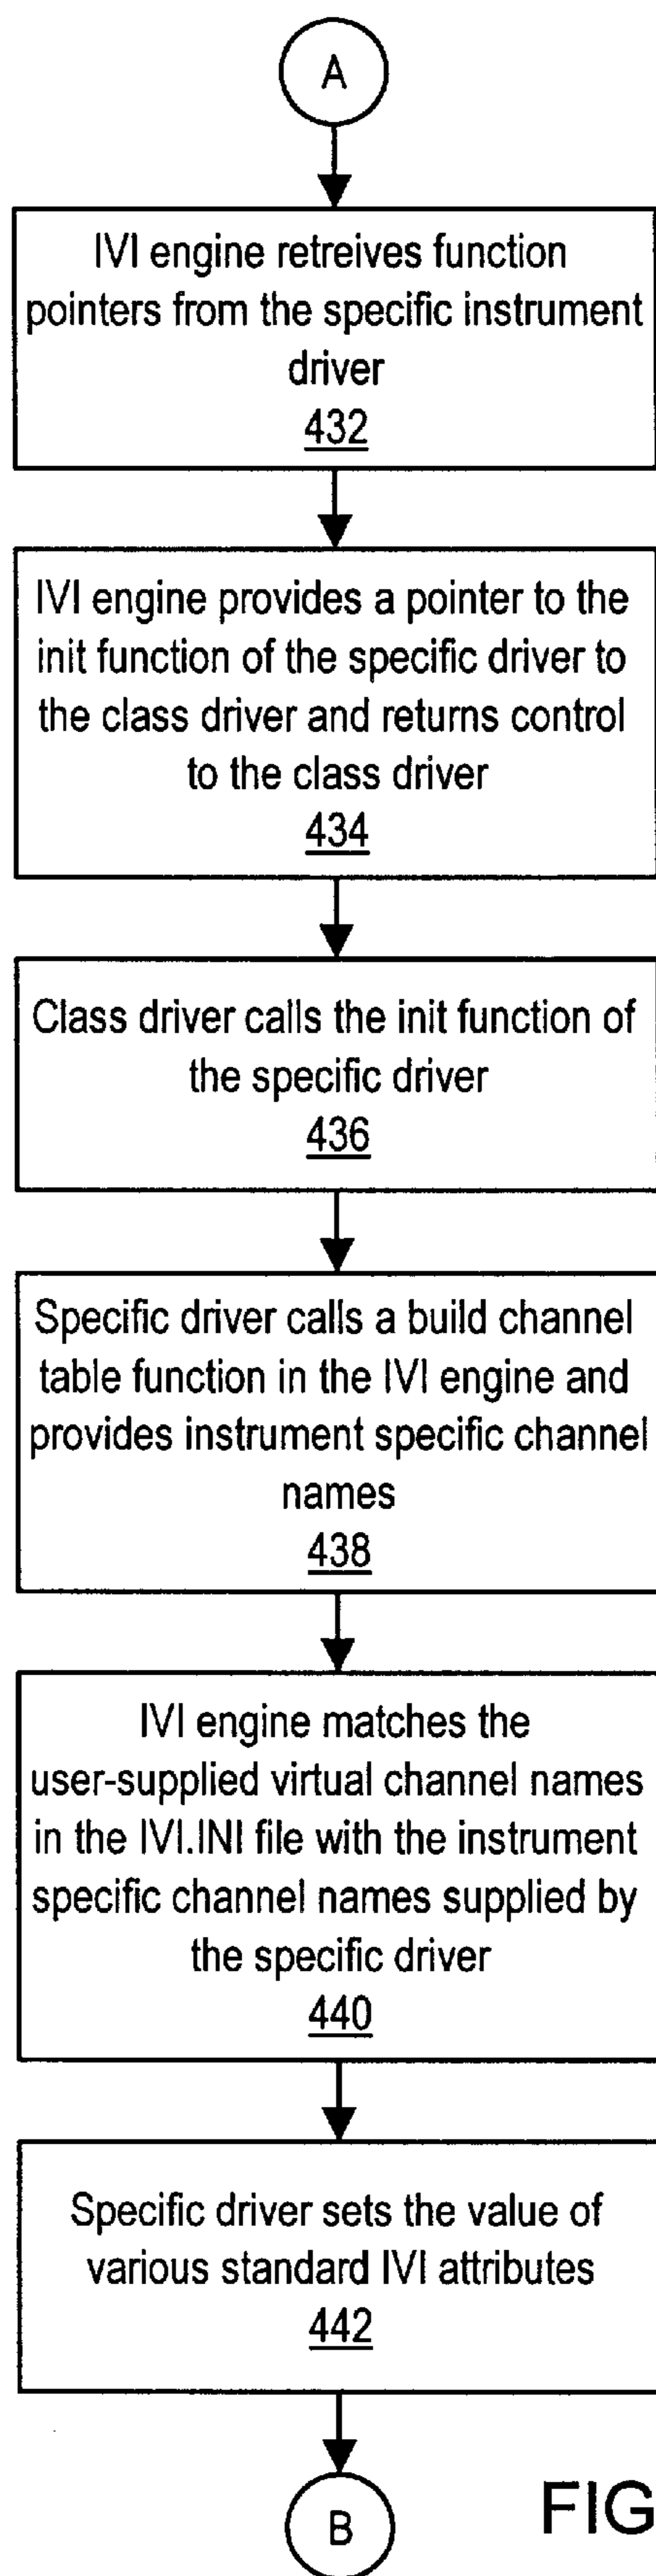 A
IVI engine retreives function
pointers from the specific instrument
driver
432
IVI engine provides a pointer to the
init function of the specific driver to
the class driver and returns control
to the class driver
434
Class driver calls the init function of
the specific driver
436
Specific driver calls a build channel
table function in the IVI engine and
provides instrument specific channel
names
438
IVI engine matches the
user-supplied virtual channel names
in the IVI.INI file with the instrument
specific channel names supplied by
the specific driver
440
Specific driver sets the value of
various standard IVI attributes
442
B
FIG